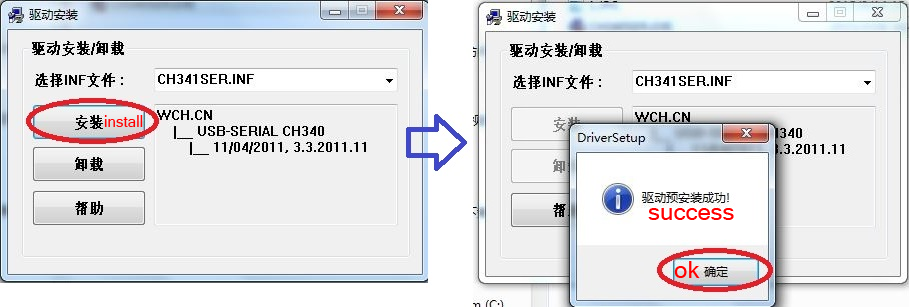 驱动安装
驱动安装/卸载
选择INF文件：
CH341SER.INF
安装install
WCH.CN
|__ USB-SERIAL CH340
|__ 11/04/2011, 3.3.2011.11
卸载
帮助
驱动安装
驱动安装/卸载
选择INF文件：
CH341SER.INF
安装
WCH.CN
340
3.3.2011.11
卸
帮助
DriverSetup
驱动预安装成功!
success
ok 确定
(C:)